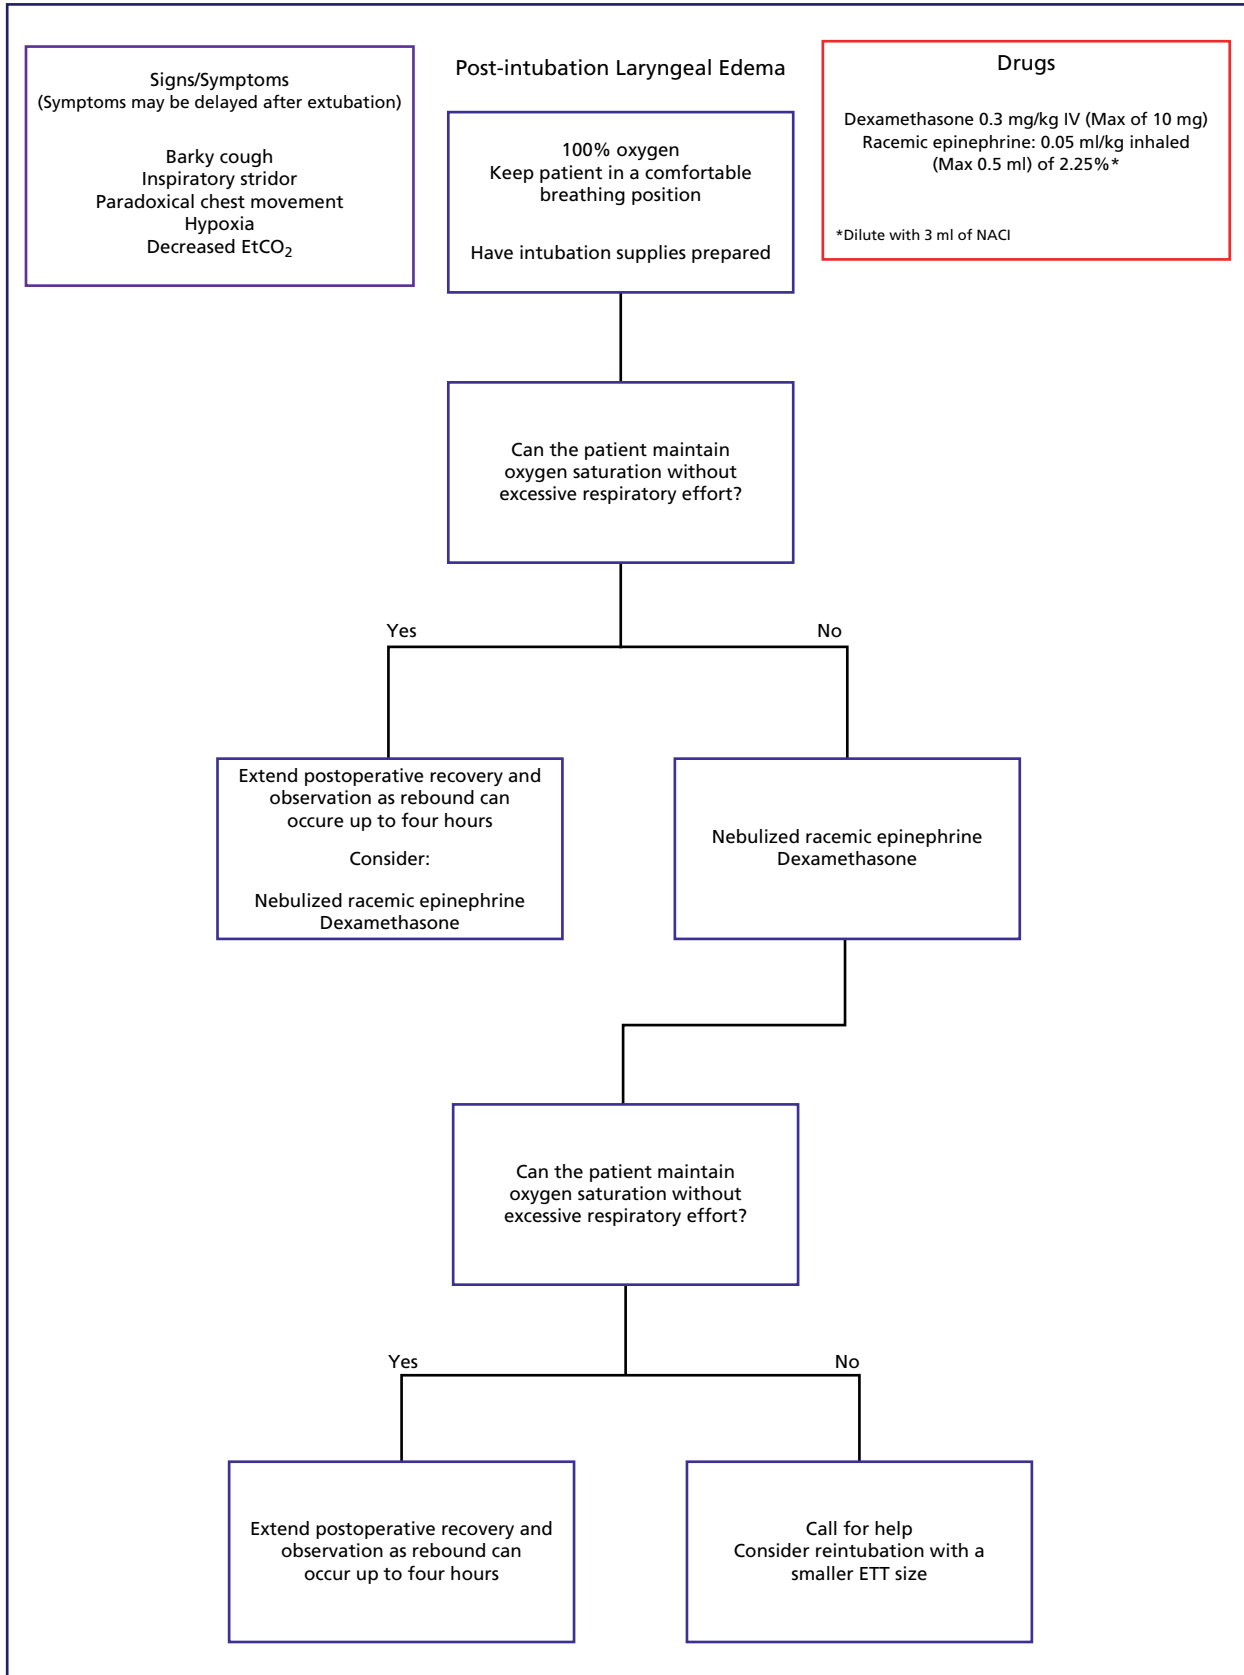 Signs/Symptoms
(Symptoms may be delayed after extubation)
Barky cough
Inspiratory stridor
Paradoxical chest movement
Hypoxia
Decreased EtCO₂
Post-intubation Laryngeal Edema
100% oxygen
Keep patient in a comfortable
breathing position
Have intubation supplies prepared
Drugs
Dexamethasone 0.3 mg/kg IV (Max of 10 mg)
Racemic epinephrine: 0.05 ml/kg inhaled
(Max 0.5 ml) of 2.25%*
*Dilute with 3 ml of NACI
Can the patient maintain
oxygen saturation without
excessive respiratory effort?
Yes
No
Extend postoperative recovery and
observation as rebound can
occure up to four hours
Consider:
Nebulized racemic epinephrine
Dexamethasone
Nebulized racemic epinephrine
Dexamethasone
Can the patient maintain
oxygen saturation without
excessive respiratory effort?
Yes
No
Extend postoperative recovery and
observation as rebound can
occur up to four hours
Call for help
Consider reintubation with a
smaller ETT size